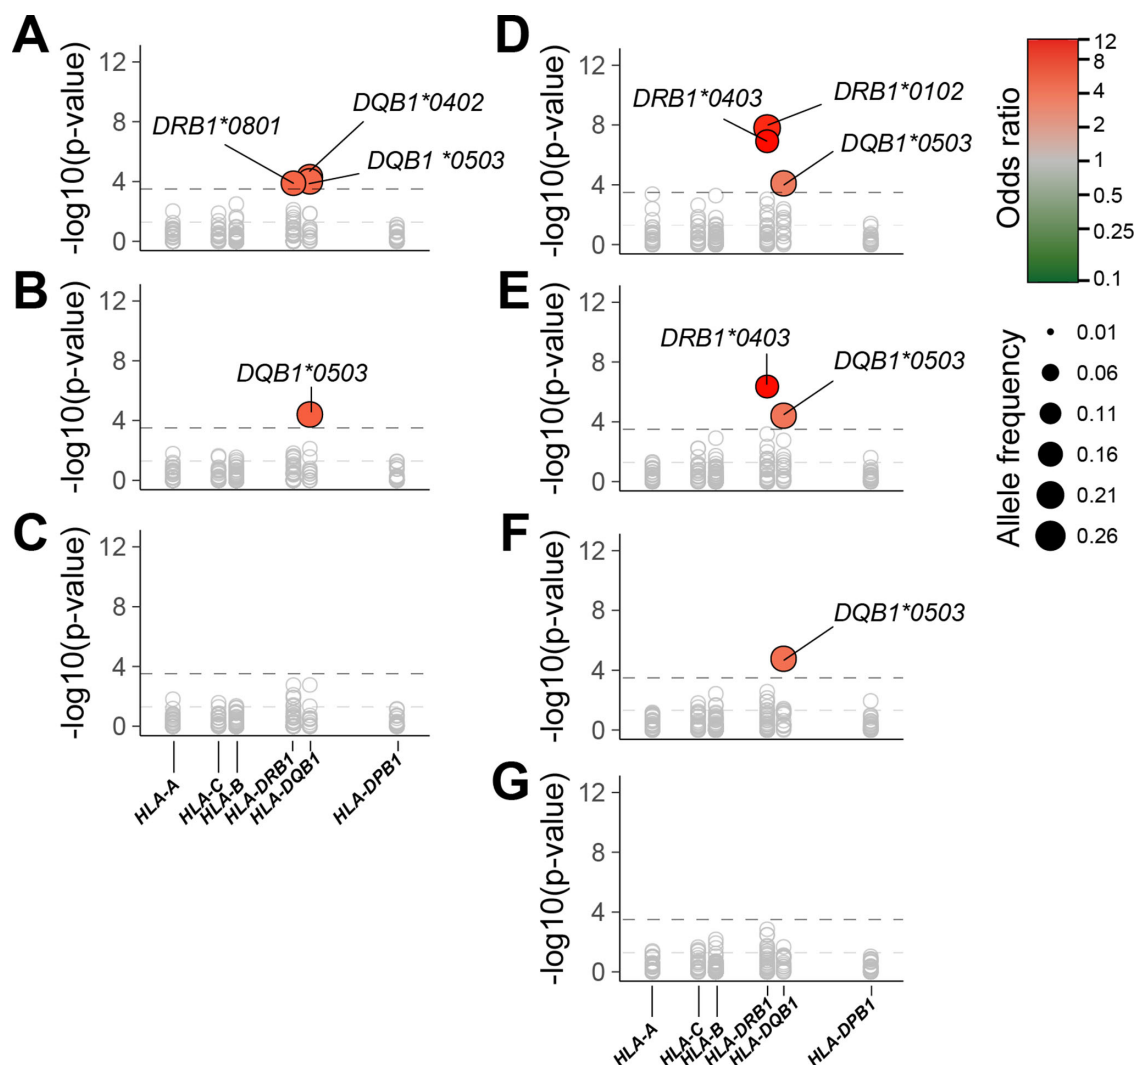 A
-log10(p-value)
12
8
4
0
DRB1*0801
DQB1*0402
DQB1 *0503
B
-log10(p-value)
12
8
4
0
DQB1*0503
C
-log10(p-value)
12
8
4
0
HLA-A
HLA-C
HLA-B
HLA-DRB1
HLA-DQB1
HLA-DPB1
D
-log10(p-value)
12
8
4
0
DRB1*0403
DRB1*0102
DQB1*0503
E
-log10(p-value)
12
8
4
0
DRB1*0403
DQB1*0503
F
-log10(p-value)
12
8
4
0
DQB1*0503
G
-log10(p-value)
12
8
4
0
HLA-A
HLA-C
HLA-B
HLA-DRB1
HLA-DQB1
HLA-DPB1
Odds ratio
12
8
4
2
1
0.5
0.25
0.1
Allele frequency
0.01
0.06
0.11
0.16
0.21
0.26